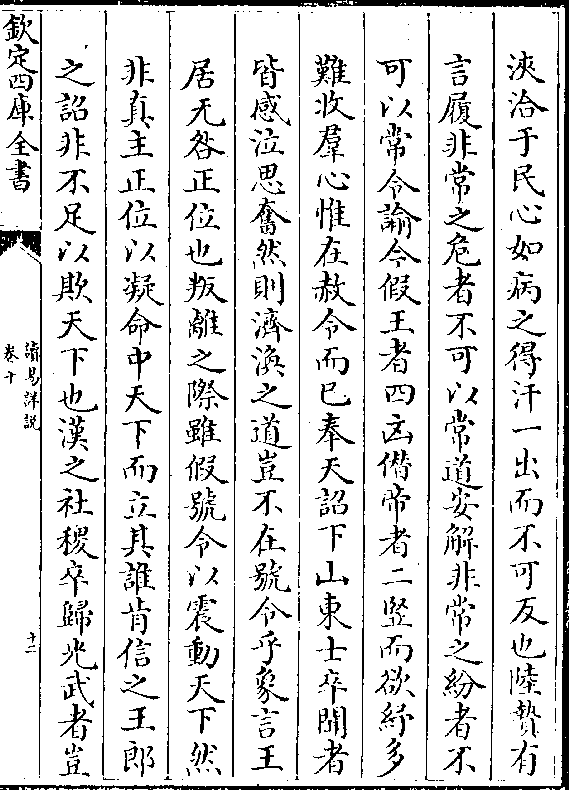 浹洽于民心如病之得汗一出而不可反也陸贄有
言履非常之危者不可以常道安解非常之紛者不
可以常令諭今假王者四凶僭帝者二豎而欲紓多
難收羣心惟在赦令而已奉天詔下山東士卒聞者
皆感泣思奮然則濟渙之道豈不在號令乎象言王
居无咎正位也叛離之際雖假號令以震動天下然
非真主正位以凝命中天下而立其誰肯信之王郎
之詔非不足以欺天下也漢之社稷卒歸光武者豈
欽定四庫全書
讀易詳說
卷十
十二